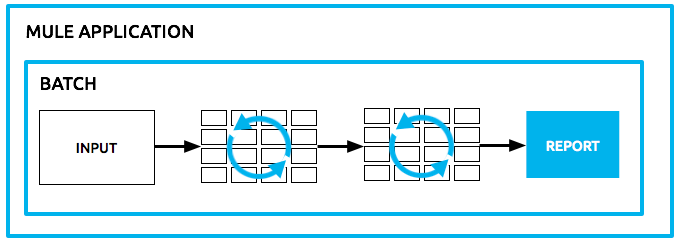 MULE APPLICATION
BATCH
INPUT
REPORT